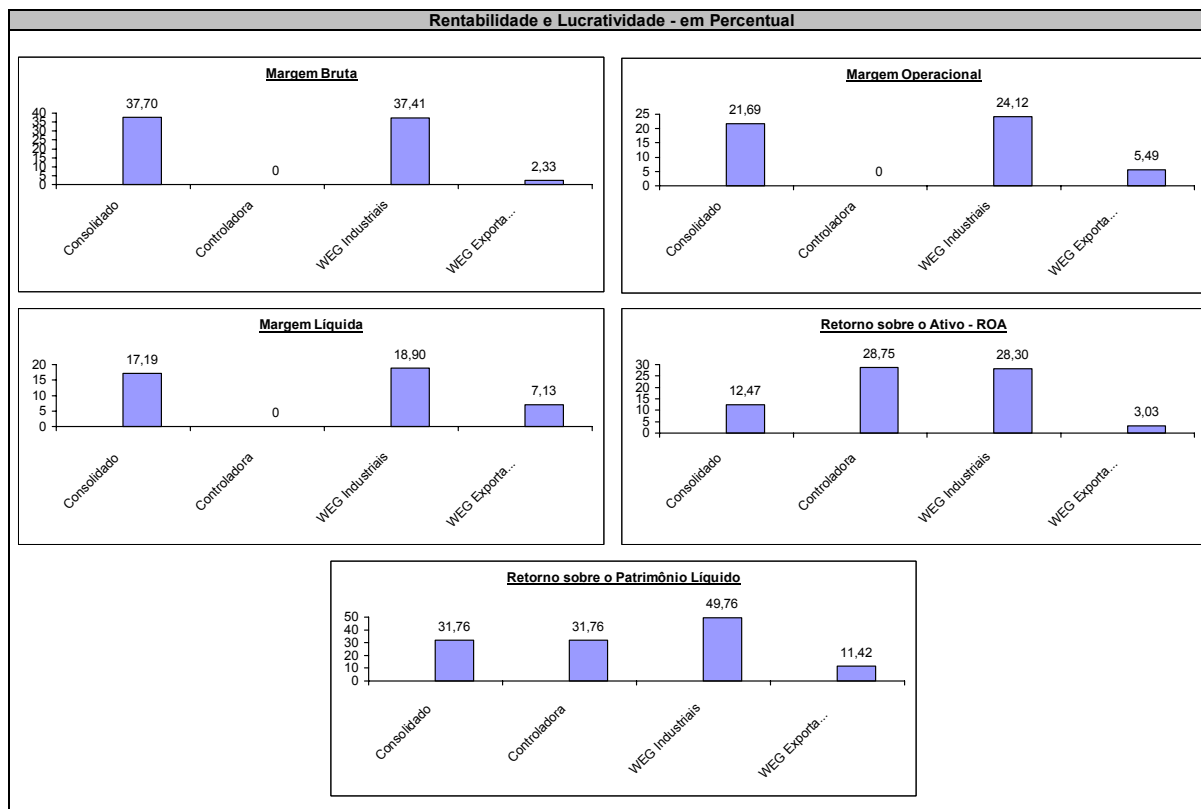 Rentabilidade e Lucratividade - em Percentual
Margem Bruta
37,70
37,41
2,33
0
40
35
30
25
20
15
10
5
0
Consolidado
Controladora
WEG Industriais
WEG Exporta...
Margem Operacional
21,69
24,12
5,49
0
25
20
15
10
5
0
Consolidado
Controladora
WEG Industriais
WEG Exporta...
Margem Líquida
17,19
18,90
7,13
0
20
15
10
5
0
Consolidado
Controladora
WEG Industriais
WEG Exporta...
Retorno sobre o Ativo - ROA
12,47
28,75
28,30
3,03
30
25
20
15
10
5
0
Consolidado
Controladora
WEG Industriais
WEG Exporta...
Retorno sobre o Patrimônio Líquido
31,76
31,76
49,76
11,42
50
40
30
20
10
0
Consolidado
Controladora
WEG Industriais
WEG Exporta...